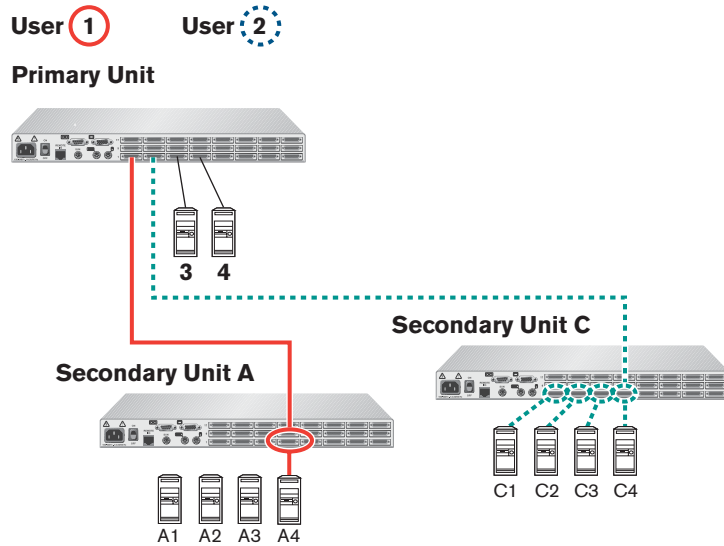 User 1 User 2
Primary Unit
3 4
Secondary Unit C
Secondary Unit A
C1 C2 C3 C4
A1 A2 A3 A4